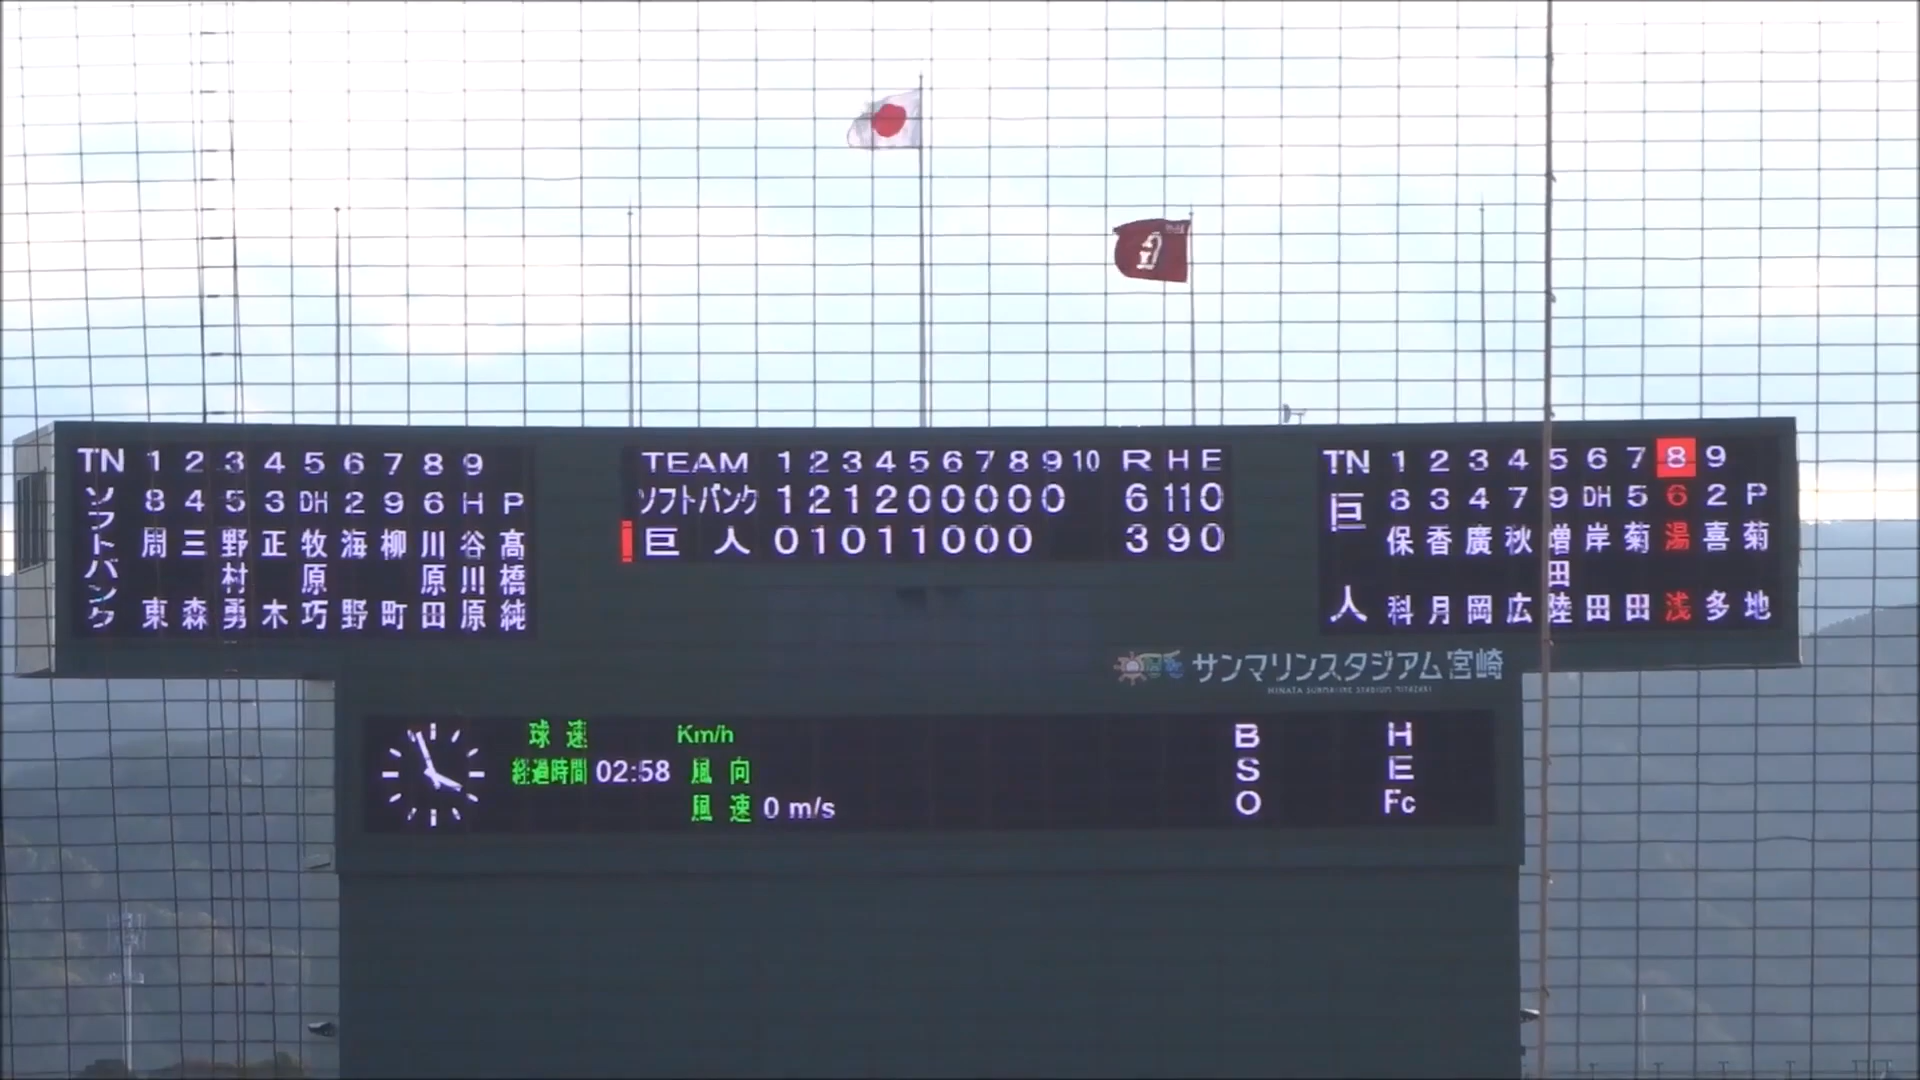 TN 1 2 3 4 5 6 7 8 9
8 4 5 3 DH 2 9 6 H P
ソフトバンク
周東
三森
野村勇
正木
牧原巧
海野
柳町
川原田
谷川原
髙橋純
TEAM 1 2 3 4 5 6 7 8 9 10 R H E
ソフトバンク 1 2 1 2 0 0 0 0 0 6 11 0
巨人 0 1 0 1 1 0 0 0 3 9 0
TN 1 2 3 4 5 6 7 8 9
8 3 4 7 9 DH 5 6 2 P
巨人
保科
香月
廣岡
秋広
増田陸
岸田
菊田
湯浅
喜多
菊地
サンマリンスタジアム宮崎
HINATA SUNMARINE STADIUM MIYAZAKI
球速 Km/h
経過時間 02:58 風向
風速 0 m/s
B H
S E
O Fc